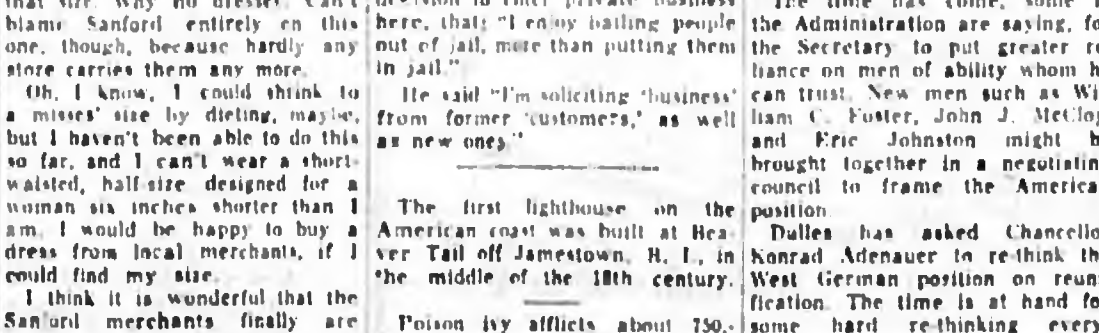 that size. Why no dresses. Can't
blame Sanford entirely on this
one, though, because hardly any
store carries them any more.
Oh, I know, I could shrink to
a misses' size by dieting, maybe,
but I haven't been able to do this
so far, and I can't wear a short-
waisted, half-size designed for a
woman six inches shorter than I
am. I would be happy to buy a
dress from local merchants, if I
could find my size.
I think it is wonderful that the
Sanford merchants finally are
decision to enter private business
here, that: "I enjoy bailing people
out of jail, more than putting them
in jail."
He said "I'm soliciting 'business'
from former 'customers,' as well
as new ones."
The first lighthouse on the
American coast was built at Bea-
ver Tail off Jamestown, R. I., in
the middle of the 18th century.
Poison ivy afflicts about 750,-
The time has come, some
the Administration are saying, fo
the Secretary to put greater re
liance on men of ability whom h
can trust. New men such as Wi
liam C. Foster, John J. McCloy
and Eric Johnston might b
brought together in a negotiatin
council to frame the America
position.
Dulles has asked Chancello
Konrad Adenauer to re-think th
West German position on reuni
fication. The time is at hand fo
some hard re-thinking every